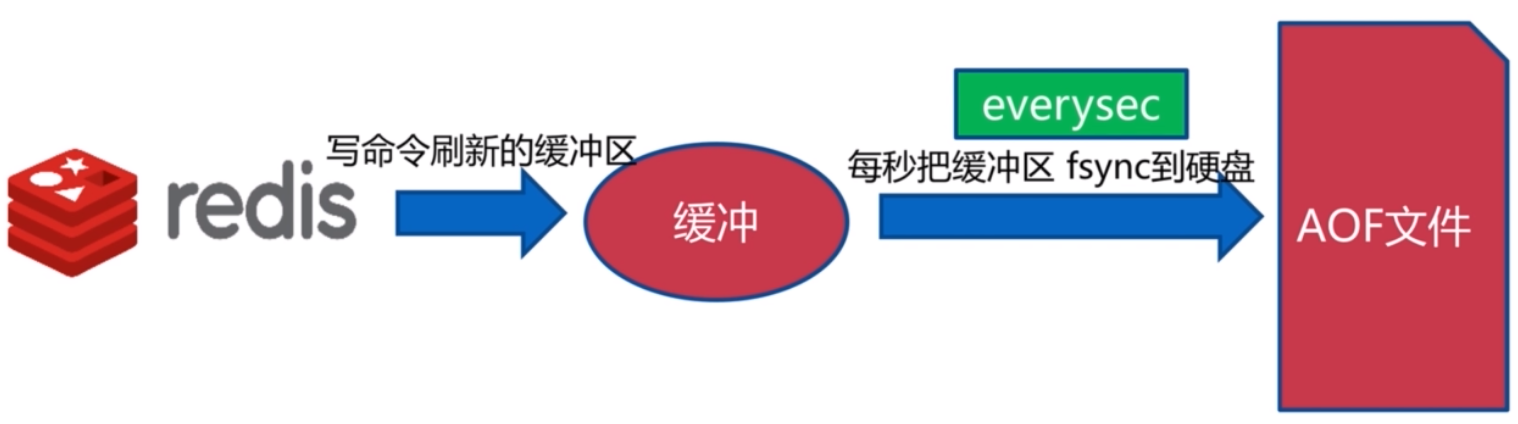 everysec
写命令刷新的缓冲区
每秒把缓冲区 fsync到硬盘
redis
缓冲
AOF文件